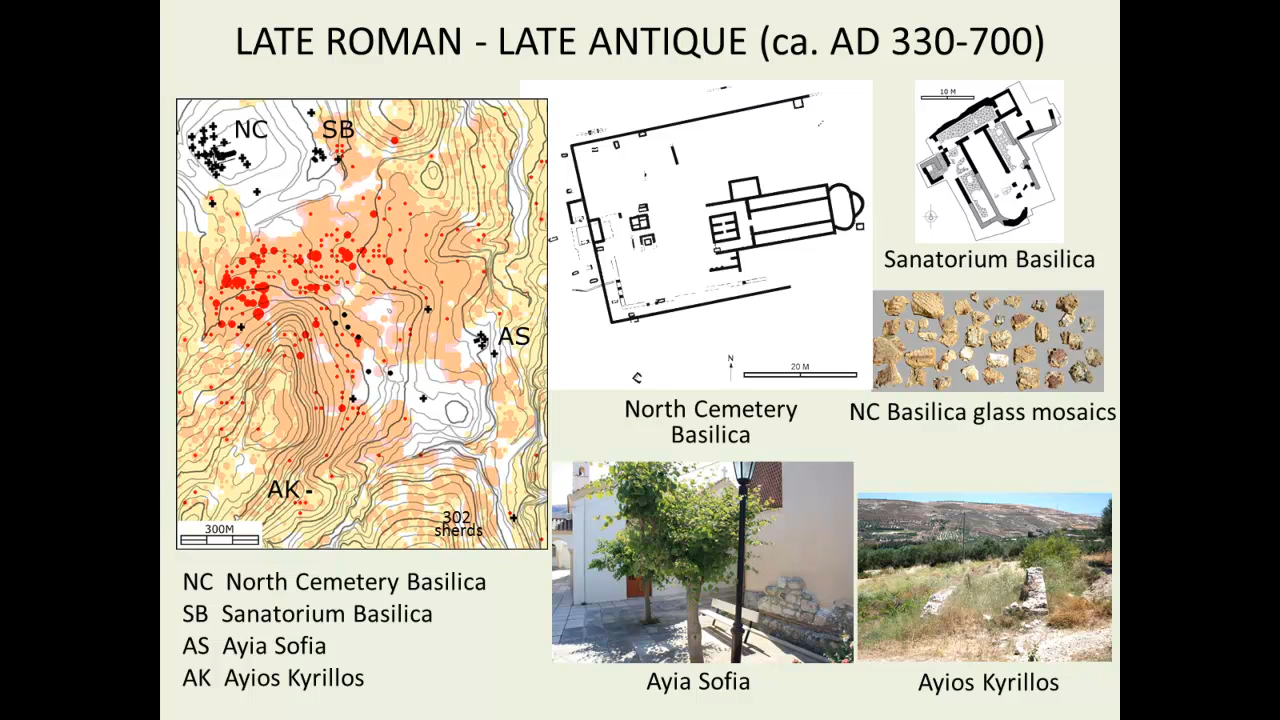 LATE ROMAN - LATE ANTIQUE (ca. AD 330-700)
NC
SB
AS
AK
302
sherds
300M
NC North Cemetery Basilica
SB Sanatorium Basilica
AS Ayia Sofia
AK Ayios Kyrillos
N
20 M
North Cemetery
Basilica
10 M
Sanatorium Basilica
NC Basilica glass mosaics
Ayia Sofia
Ayios Kyrillos